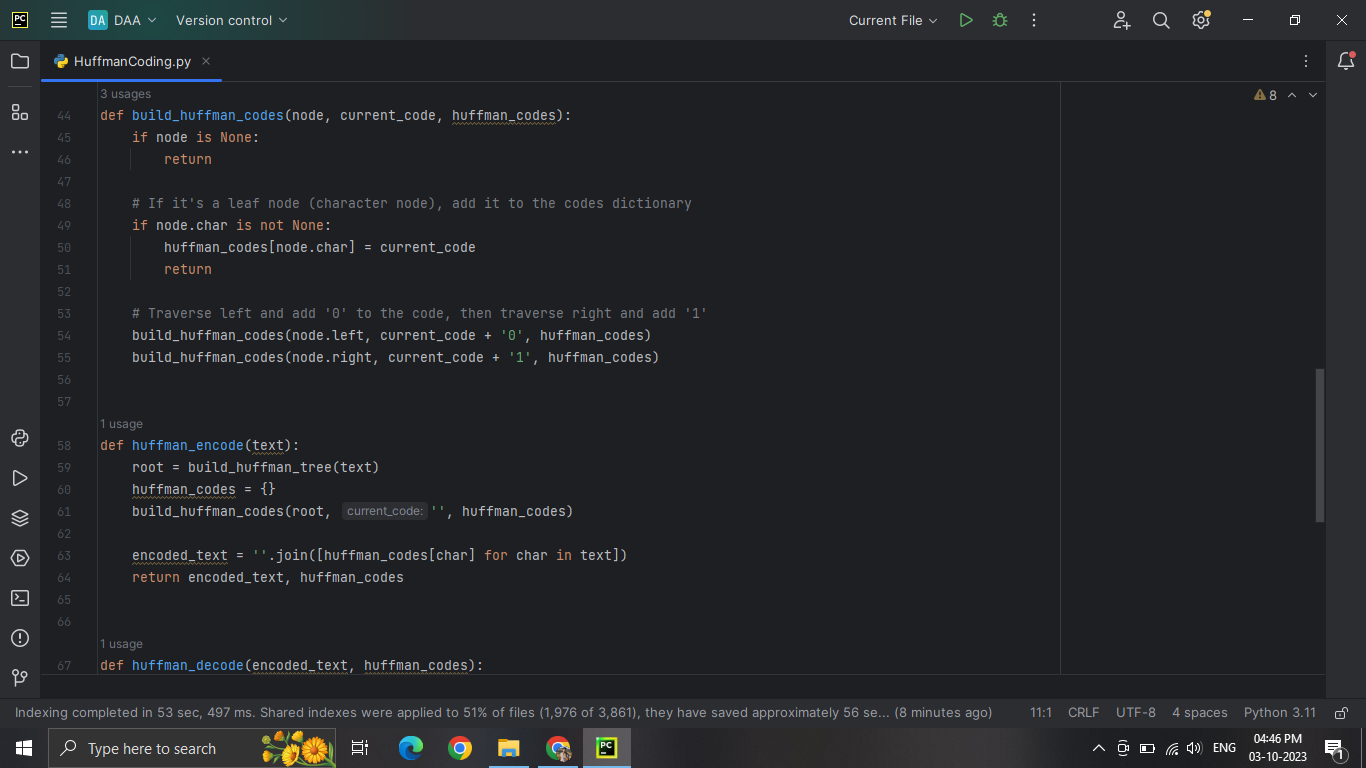 PC DA DAA Version control Current File
HuffmanCoding.py
3 usages
8
44 def build_huffman_codes(node, current_code, huffman_codes):
45 if node is None:
46 return
47
48 # If it's a leaf node (character node), add it to the codes dictionary
49 if node.char is not None:
50 huffman_codes[node.char] = current_code
51 return
52
53 # Traverse left and add '0' to the code, then traverse right and add '1'
54 build_huffman_codes(node.left, current_code + '0', huffman_codes)
55 build_huffman_codes(node.right, current_code + '1', huffman_codes)
56
57
1 usage
58 def huffman_encode(text):
59 root = build_huffman_tree(text)
60 huffman_codes = {}
61 build_huffman_codes(root, current_code: '', huffman_codes)
62
63 encoded_text = ''.join([huffman_codes[char] for char in text])
64 return encoded_text, huffman_codes
65
66
1 usage
67 def huffman_decode(encoded_text, huffman_codes):
Indexing completed in 53 sec, 497 ms. Shared indexes were applied to 51% of files (1,976 of 3,861), they have saved approximately 56 se... (8 minutes ago) 11:1 CRLF UTF-8 4 spaces Python 3.11
Type here to search PC ENG 04:46 PM
03-10-2023 1